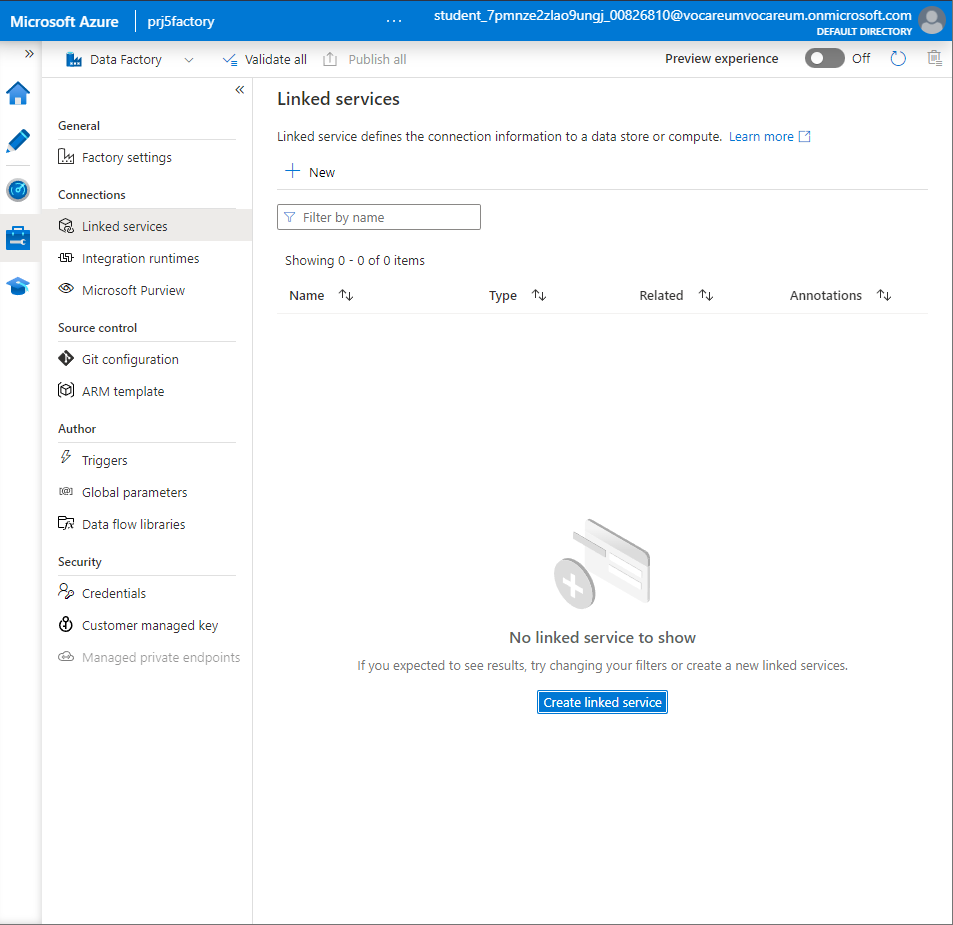 Microsoft Azure
prj5factory
...
student_7pmnze2zlao9ungj_00826810@vocareumvocareum.onmicrosoft.com
DEFAULT DIRECTORY
Data Factory
Validate all
Publish all
Preview experience
Off
General
Factory settings
Connections
Linked services
Integration runtimes
Microsoft Purview
Source control
Git configuration
ARM template
Author
Triggers
Global parameters
Data flow libraries
Security
Credentials
Customer managed key
Managed private endpoints
Linked services
Linked service defines the connection information to a data store or compute. Learn more
New
Filter by name
Showing 0 - 0 of 0 items
Name Type Related Annotations
No linked service to show
If you expected to see results, try changing your filters or create a new linked services.
Create linked service